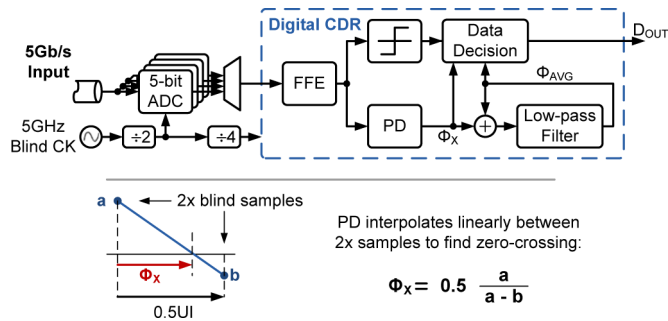 Digital CDR
5Gb/s
Input
5-bit
ADC
FFE
Data
Decision
D_OUT
Φ_AVG
5GHz
Blind CK
÷2
÷4
PD
Φ_X
+
Low-pass
Filter
a
2x blind samples
b
Φ_X
0.5UI
PD interpolates linearly between
2x samples to find zero-crossing:
Φ_X = 0.5 a / (a - b)